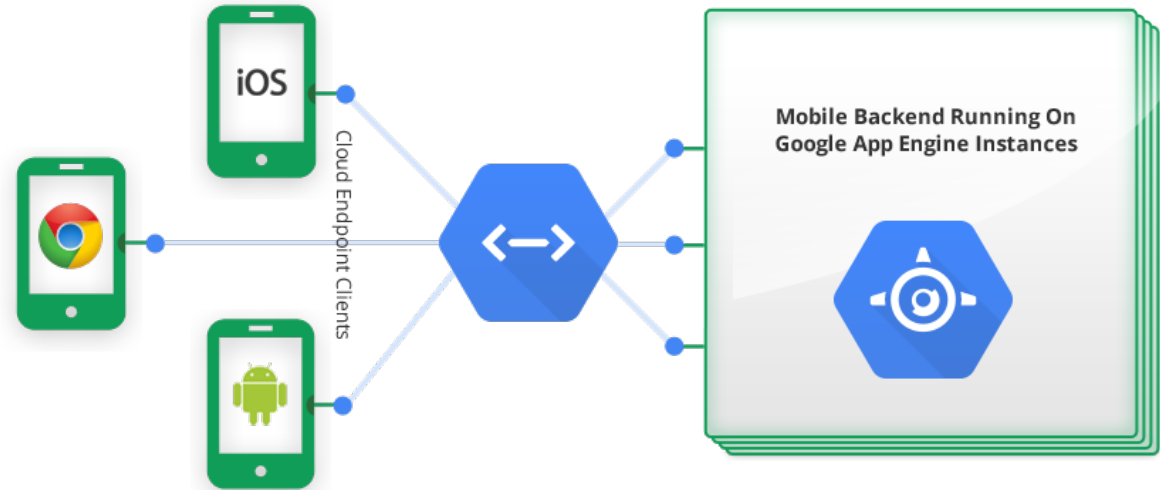 iOS
Cloud Endpoint Clients
Mobile Backend Running On
Google App Engine Instances